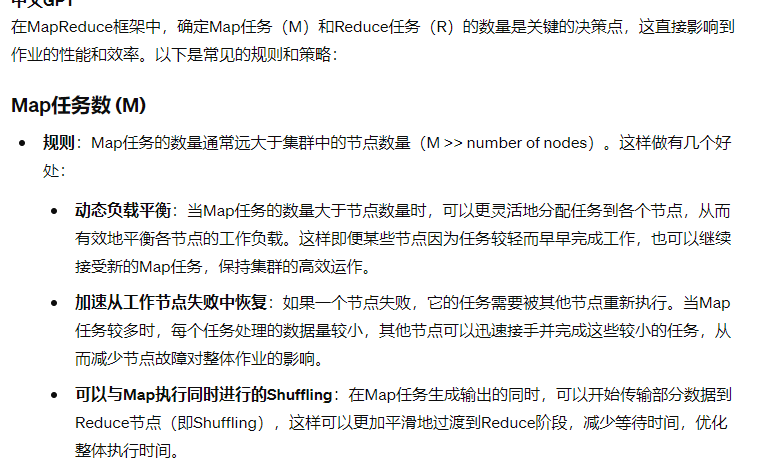 中文GPT
在MapReduce框架中，确定Map任务（M）和Reduce任务（R）的数量是关键的决策点，这直接影响到
作业的性能和效率。以下是常见的规则和策略：
Map任务数 (M)
规则：Map任务的数量通常远大于集群中的节点数量（M >> number of nodes）。这样做有几个好
处：
动态负载平衡：当Map任务的数量大于节点数量时，可以更灵活地分配任务到各个节点，从而
有效地平衡各节点的工作负载。这样即便某些节点因为任务较轻而早早完成工作，也可以继续
接受新的Map任务，保持集群的高效运作。
加速从工作节点失败中恢复：如果一个节点失败，它的任务需要被其他节点重新执行。当Map
任务较多时，每个任务处理的数据量较小，其他节点可以迅速接手并完成这些较小的任务，从
而减少节点故障对整体作业的影响。
可以与Map执行同时进行的Shuffling：在Map任务生成输出的同时，可以开始传输部分数据到
Reduce节点（即Shuffling），这样可以更加平滑地过渡到Reduce阶段，减少等待时间，优化
整体执行时间。